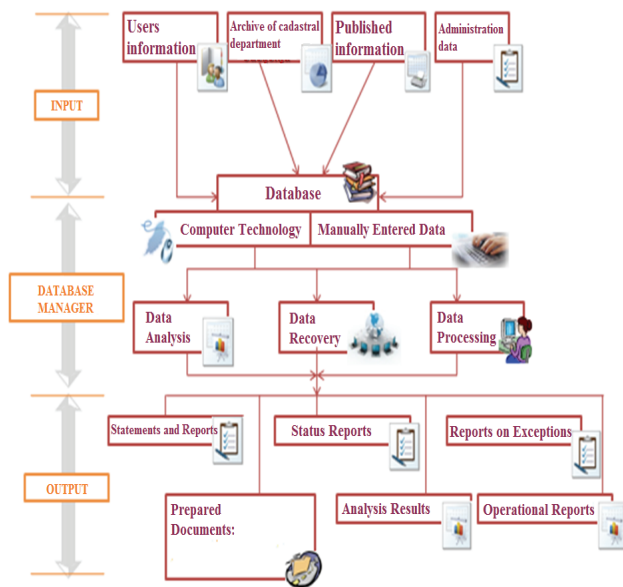 Users
information
Archive of cadastral
department
Published
information
Administration
data
INPUT
Database
Computer Technology
Manually Entered Data
DATABASE
MANAGER
Data
Analysis
Data
Recovery
Data
Processing
Statements and Reports
Status Reports
Reports on Exceptions
OUTPUT
Prepared
Documents:
Analysis Results
Operational Reports